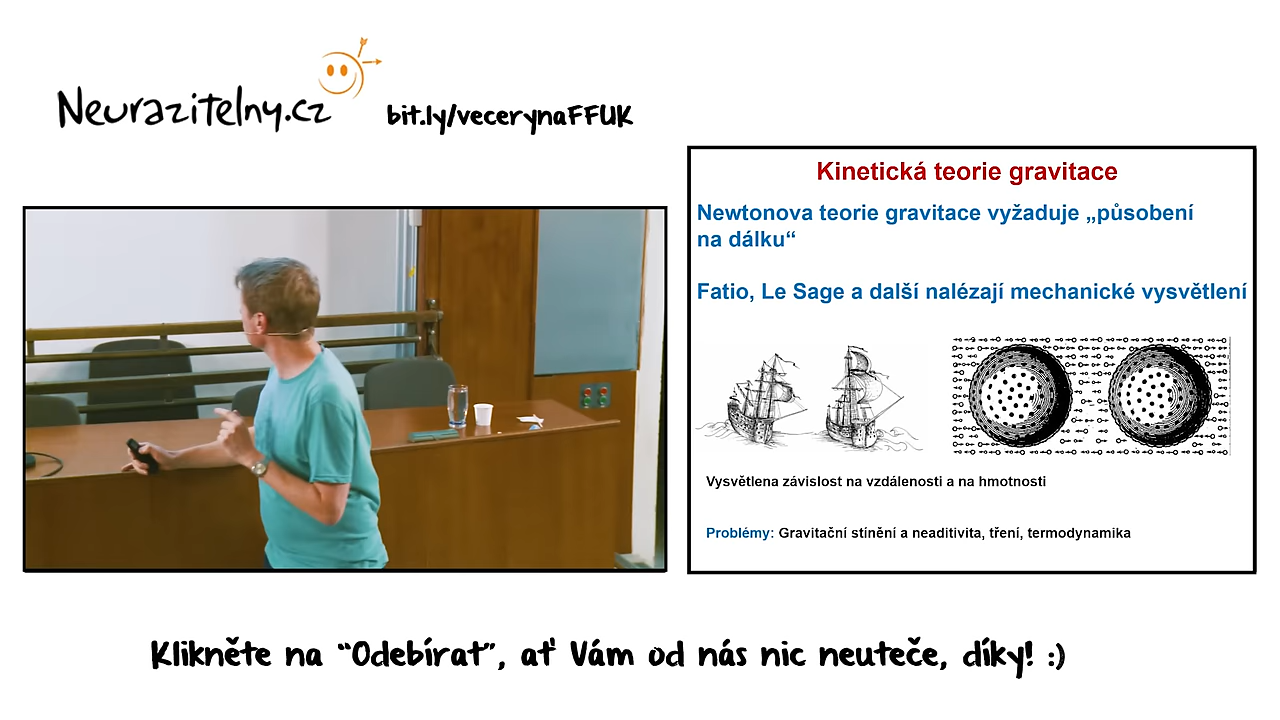 Neurazitelny.cz
bit.ly/vecerynaFFUK
Kinetická teorie gravitace
Newtonova teorie gravitace vyžaduje „působení
na dálku“
Fatio, Le Sage a další nalézají mechanické vysvětlení
Vysvětlena závislost na vzdálenosti a na hmotnosti
Problémy: Gravitační stínění a neaditivita, tření, termodynamika
Klikněte na “Odebírat”, ať Vám od nás nic neuteče, díky! :)